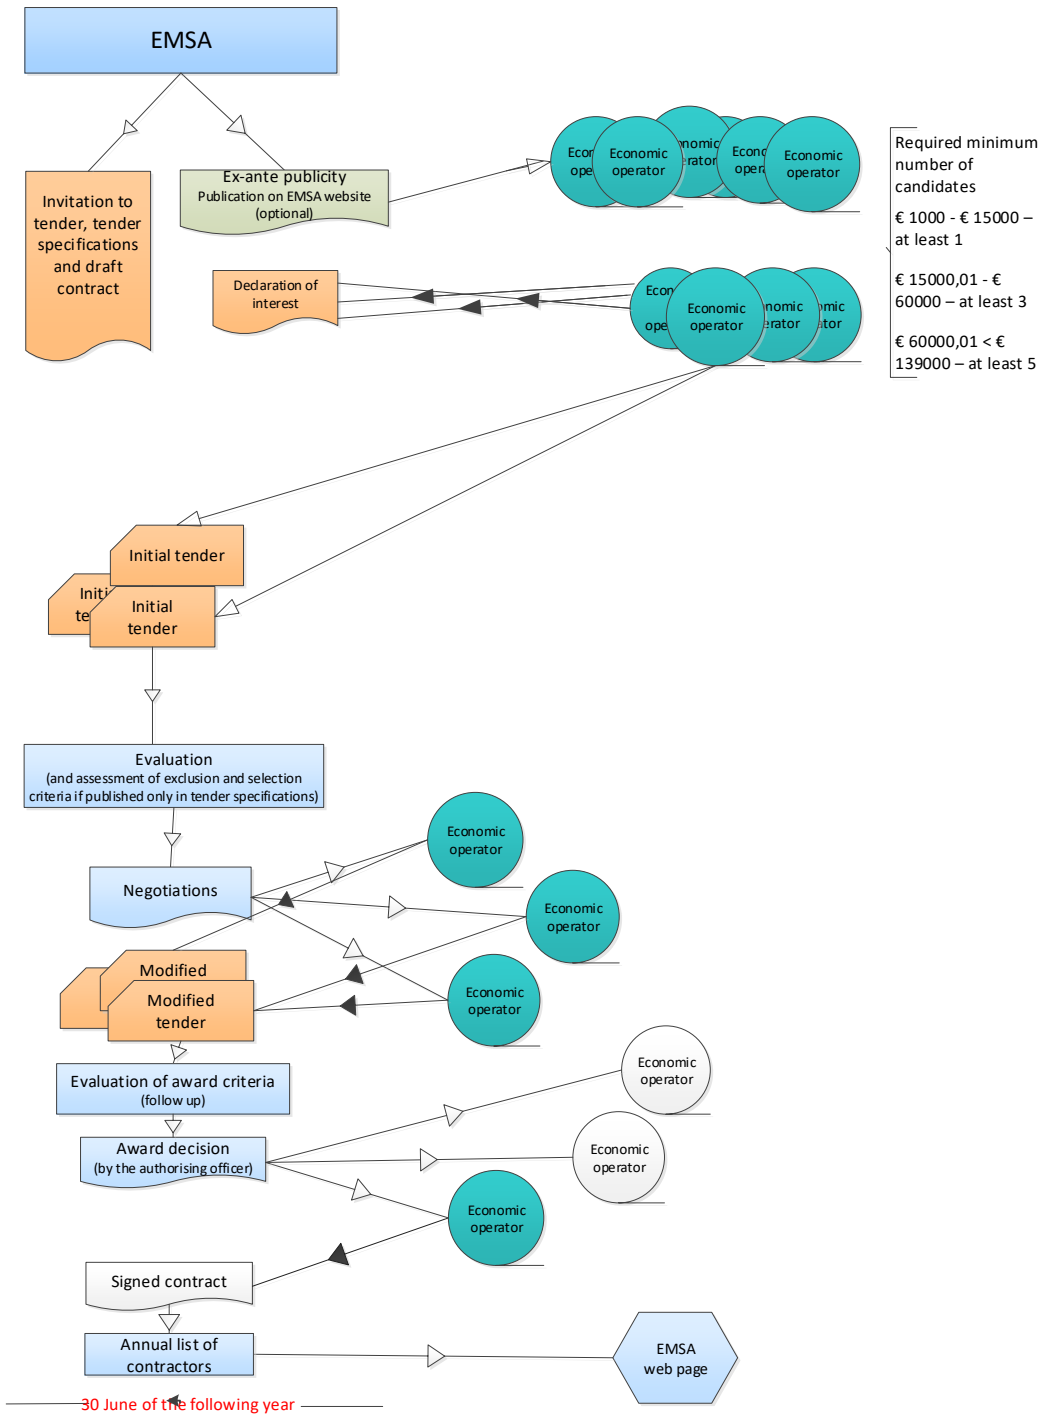 EMSA
Ex-ante publicity
Publication on EMSA website
(optional)
Invitation to
tender, tender
specifications
and draft
contract
Economic
operator
Economic
operator
Required minimum
number of
candidates
€ 1000 - € 15000 –
at least 1
€ 15000,01 - €
60000 – at least 3
€ 60000,01 < €
139000 – at least 5
Declaration of
interest
Economic
operator
Initial tender
Initial
tender
Evaluation
(and assessment of exclusion and selection
criteria if published only in tender specifications)
Negotiations
Economic
operator
Economic
operator
Economic
operator
Modified
Modified
tender
Evaluation of award criteria
(follow up)
Award decision
(by the authorising officer)
Economic
operator
Economic
operator
Economic
operator
Signed contract
Annual list of
contractors
EMSA
web page
30 June of the following year